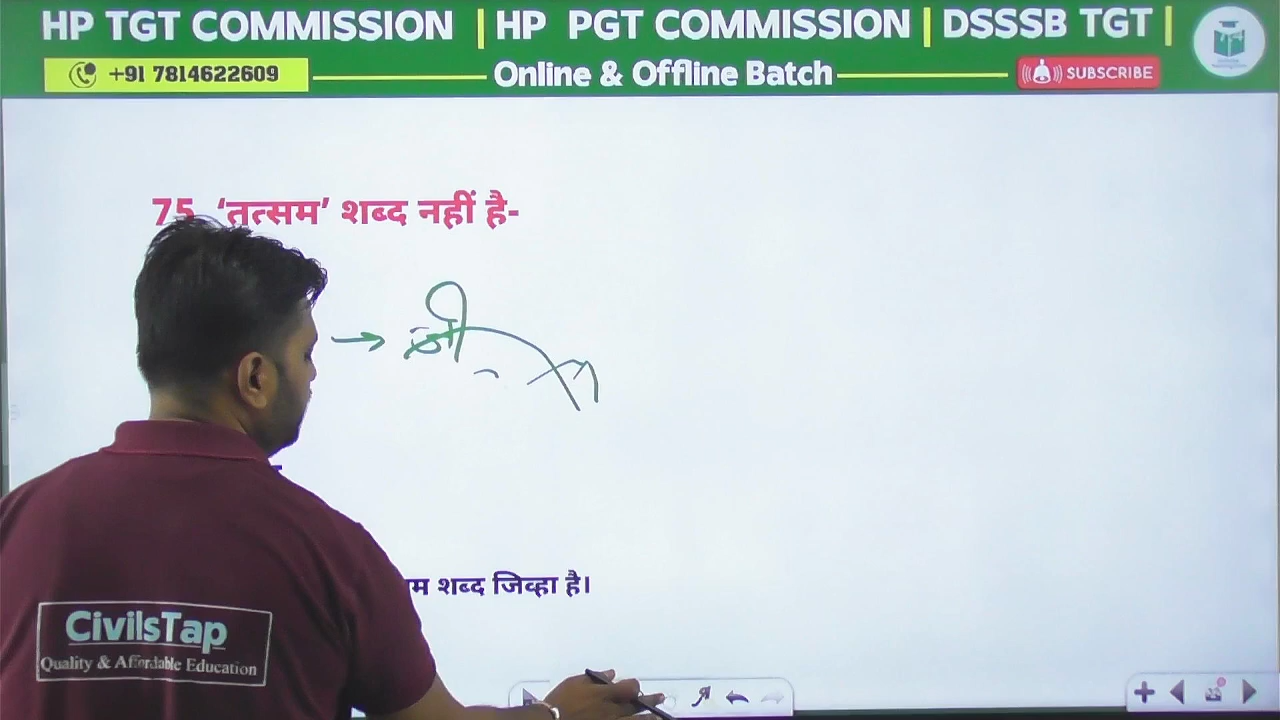 HP TGT COMMISSION | HP PGT COMMISSION | DSSSB TGT |
+91 7814622609
Online & Offline Batch
SUBSCRIBE
75 ‘तत्सम’ शब्द नहीं है-
शब्द जिव्हा है।
CivilsTap
Quality & Affordable Education